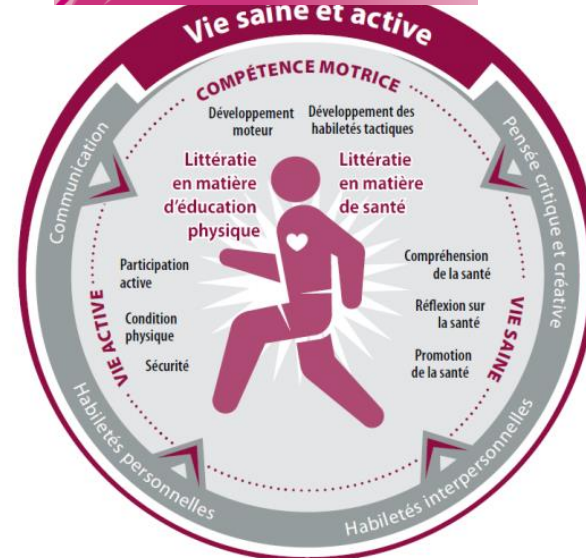 Vie saine et active
COMPÉTENCE MOTRICE
Développement
moteur
Développement des
habiletés tactiques
Littératie
en matière
d'éducation
physique
Littératie
en matière
de santé
Communication
Pensée critique et créative
Participation
active
Condition
physique
Sécurité
VIE ACTIVE
Compréhension
de la santé
Réflexion sur
la santé
Promotion
de la santé
VIE SAINE
Habiletés personnelles
Habiletés interpersonnelles